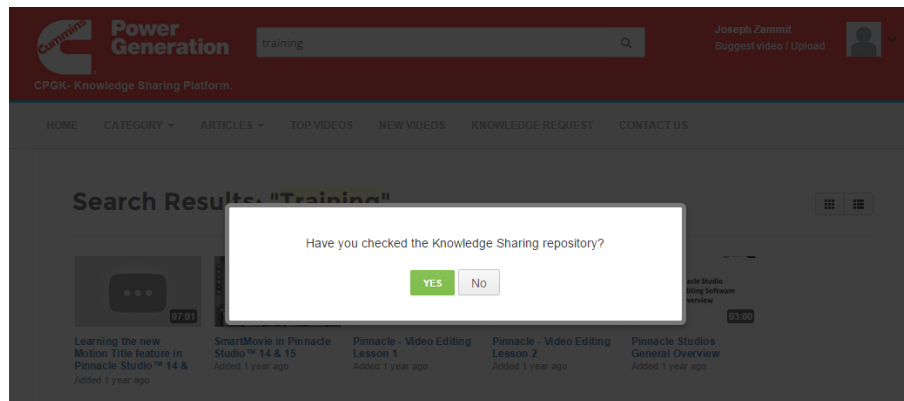 Cummins
Power
Generation
training
Joseph Zammit
Suggest video / Upload
CPGK- Knowledge Sharing Platform.
HOME CATEGORY ARTICLES TOP VIDEOS NEW VIDEOS KNOWLEDGE REQUEST CONTACT US
Search Results: "Training"
Have you checked the Knowledge Sharing repository?
YES No
07:01
Studio
Editing Software
Overview
03:00
Learning the new
Motion Title feature in
Pinnacle Studio™ 14 &
Added 1 year ago
SmartMovie in Pinnacle
Studio™ 14 & 15
Added 1 year ago
Pinnacle - Video Editing
Lesson 1
Added 1 year ago
Pinnacle - Video Editing
Lesson 2
Added 1 year ago
Pinnacle Studios
General Overview
Added 1 year ago